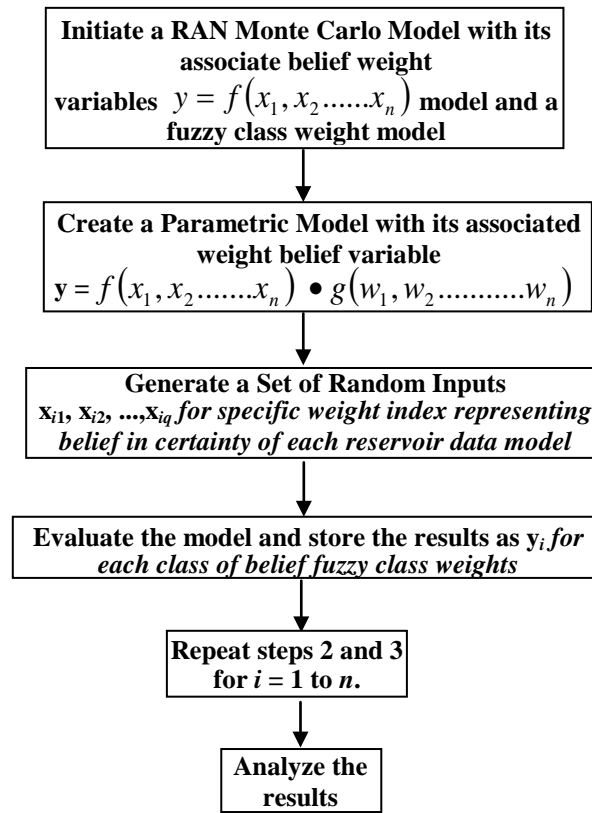 Initiate a RAN Monte Carlo Model with its
associate belief weight
variables y = f(x₁, x₂......xₙ) model and a
fuzzy class weight model
Create a Parametric Model with its associated
weight belief variable
y = f(x₁, x₂.......xₙ) • g(w₁, w₂...........wₙ)
Generate a Set of Random Inputs
xᵢ₁, xᵢ₂, ...,xᵢq for specific weight index representing
belief in certainty of each reservoir data model
Evaluate the model and store the results as yᵢ for
each class of belief fuzzy class weights
Repeat steps 2 and 3
for i = 1 to n.
Analyze the
results